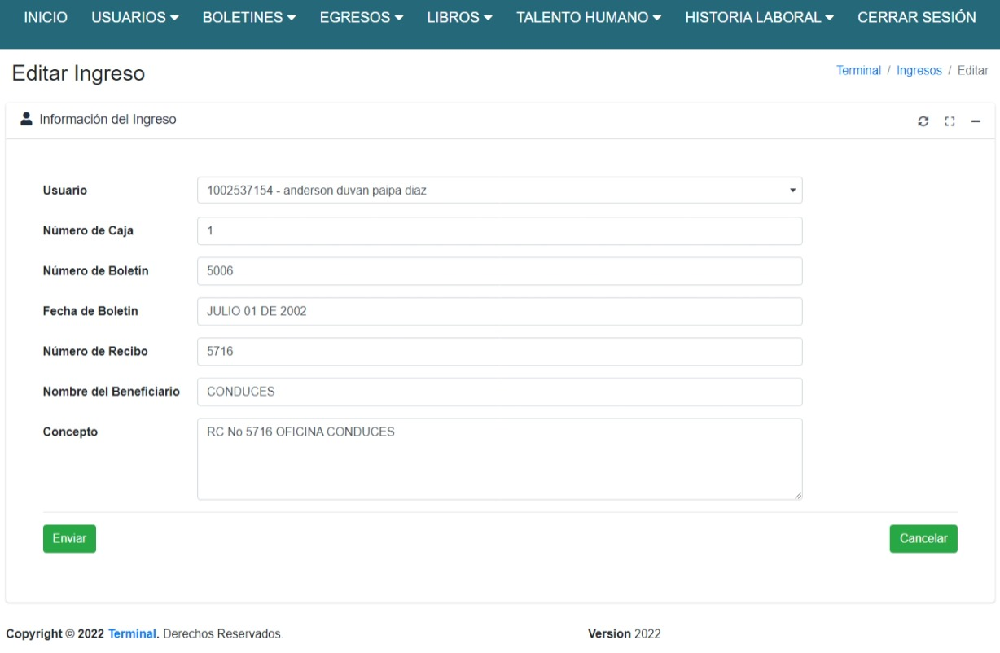 INICIO USUARIOS BOLETINES EGRESOS LIBROS TALENTO HUMANO HISTORIA LABORAL CERRAR SESIÓN
Editar Ingreso
Terminal / Ingresos / Editar
Información del Ingreso
Usuario 1002537154 - anderson duvan paipa diaz
Número de Caja 1
Número de Boletin 5006
Fecha de Boletin JULIO 01 DE 2002
Número de Recibo 5716
Nombre del Beneficiario CONDUCES
Concepto RC No 5716 OFICINA CONDUCES
Enviar Cancelar
Copyright © 2022 Terminal. Derechos Reservados. Version 2022